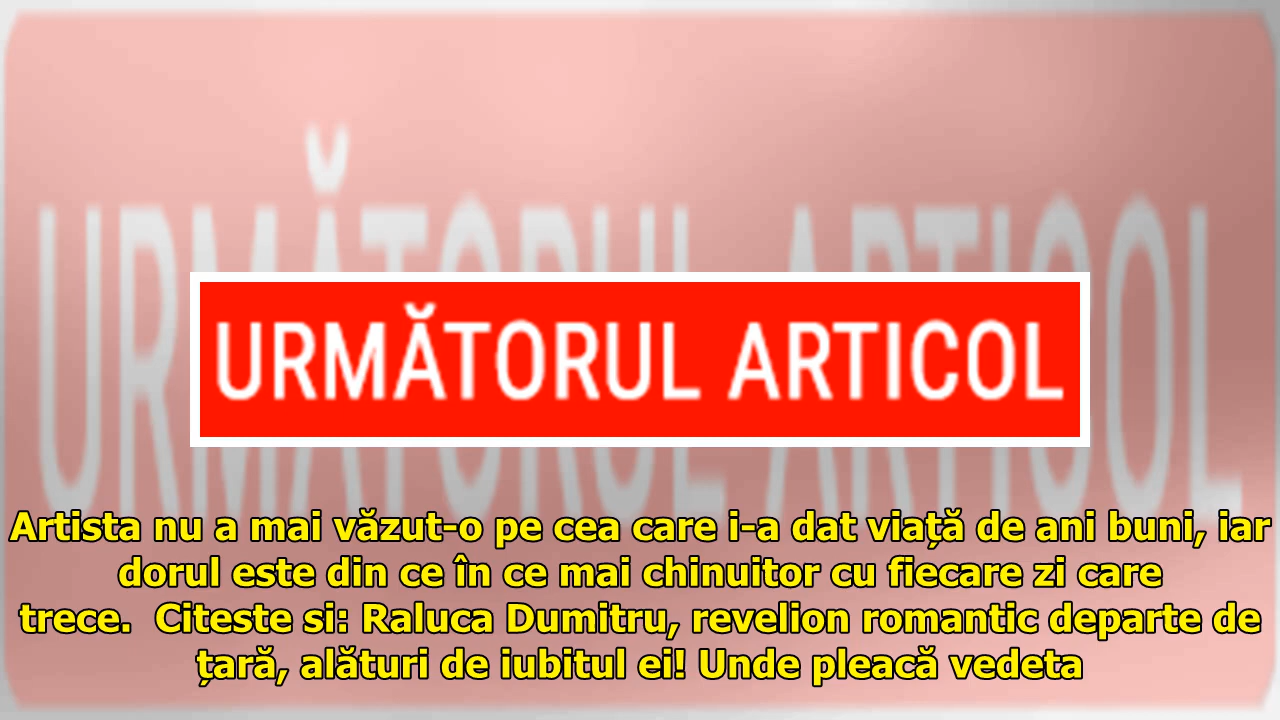 URMĂTORUL ARTICOL
URMĂTORUL ARTICOL
Artista nu a mai văzut-o pe cea care i-a dat viață de ani buni, iar
dorul este din ce în ce mai chinuitor cu fiecare zi care
trece.  Citeste si: Raluca Dumitru, revelion romantic departe de
țară, alături de iubitul ei! Unde pleacă vedeta